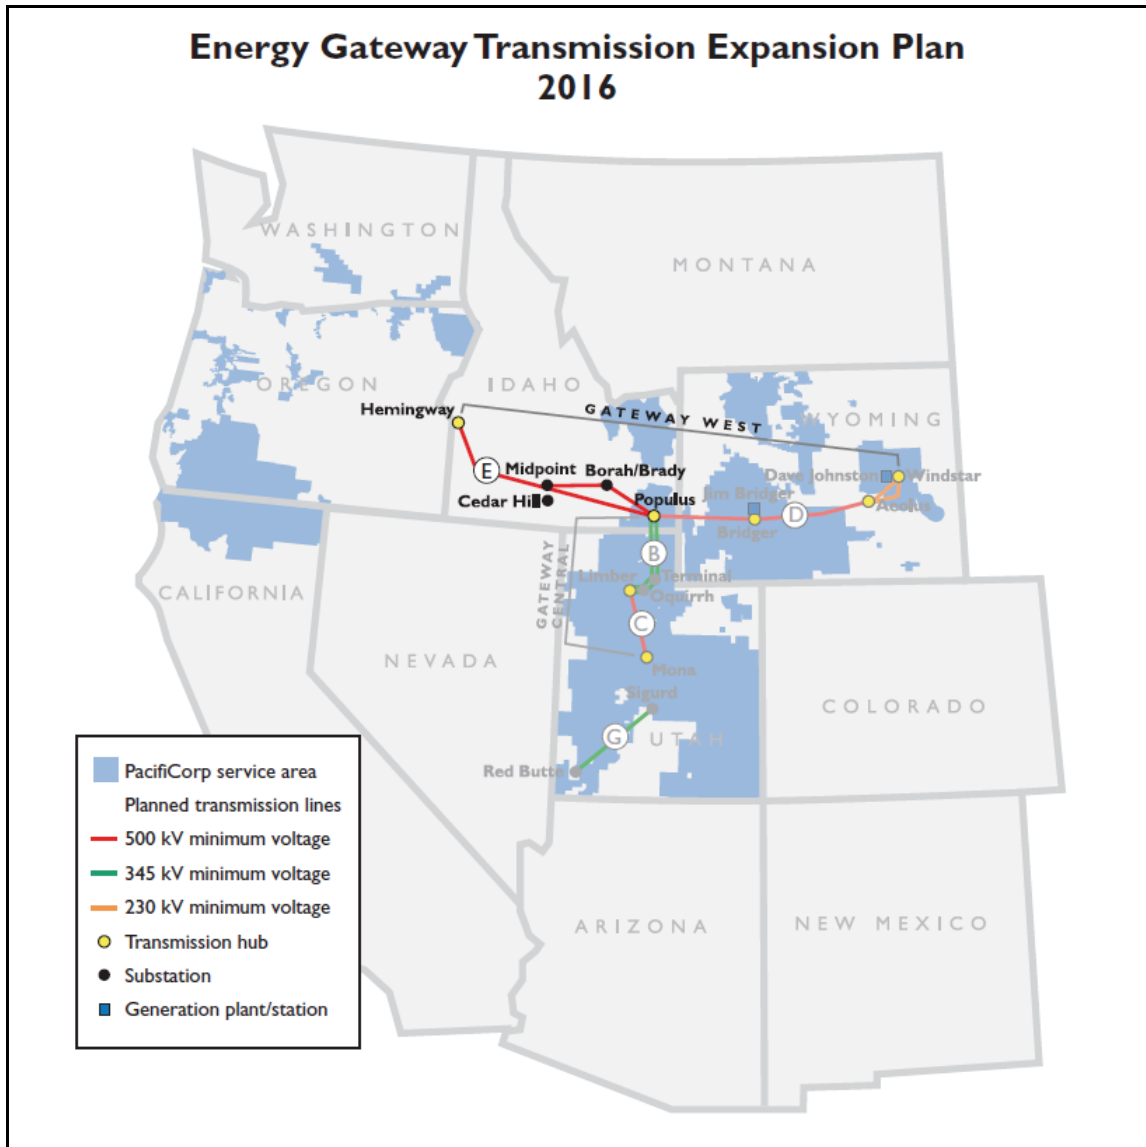 Energy Gateway Transmission Expansion Plan
2016
WASHINGTON
MONTANA
OREGON
IDAHO
WYOMING
Hemingway
GATEWAY WEST
E
Midpoint
Borah/Brady
Cedar Hill
Populus
Dave Johnston
Windstar
Jim Bridger
Bridger
D
Aeolus
B
GATEWAY
CENTRAL
Limber
Terminal
Oquirrh
CALIFORNIA
C
NEVADA
Mona
Sigurd
COLORADO
G
UTAH
Red Butte
ARIZONA
NEW MEXICO
PacifiCorp service area
Planned transmission lines
500 kV minimum voltage
345 kV minimum voltage
230 kV minimum voltage
Transmission hub
Substation
Generation plant/station